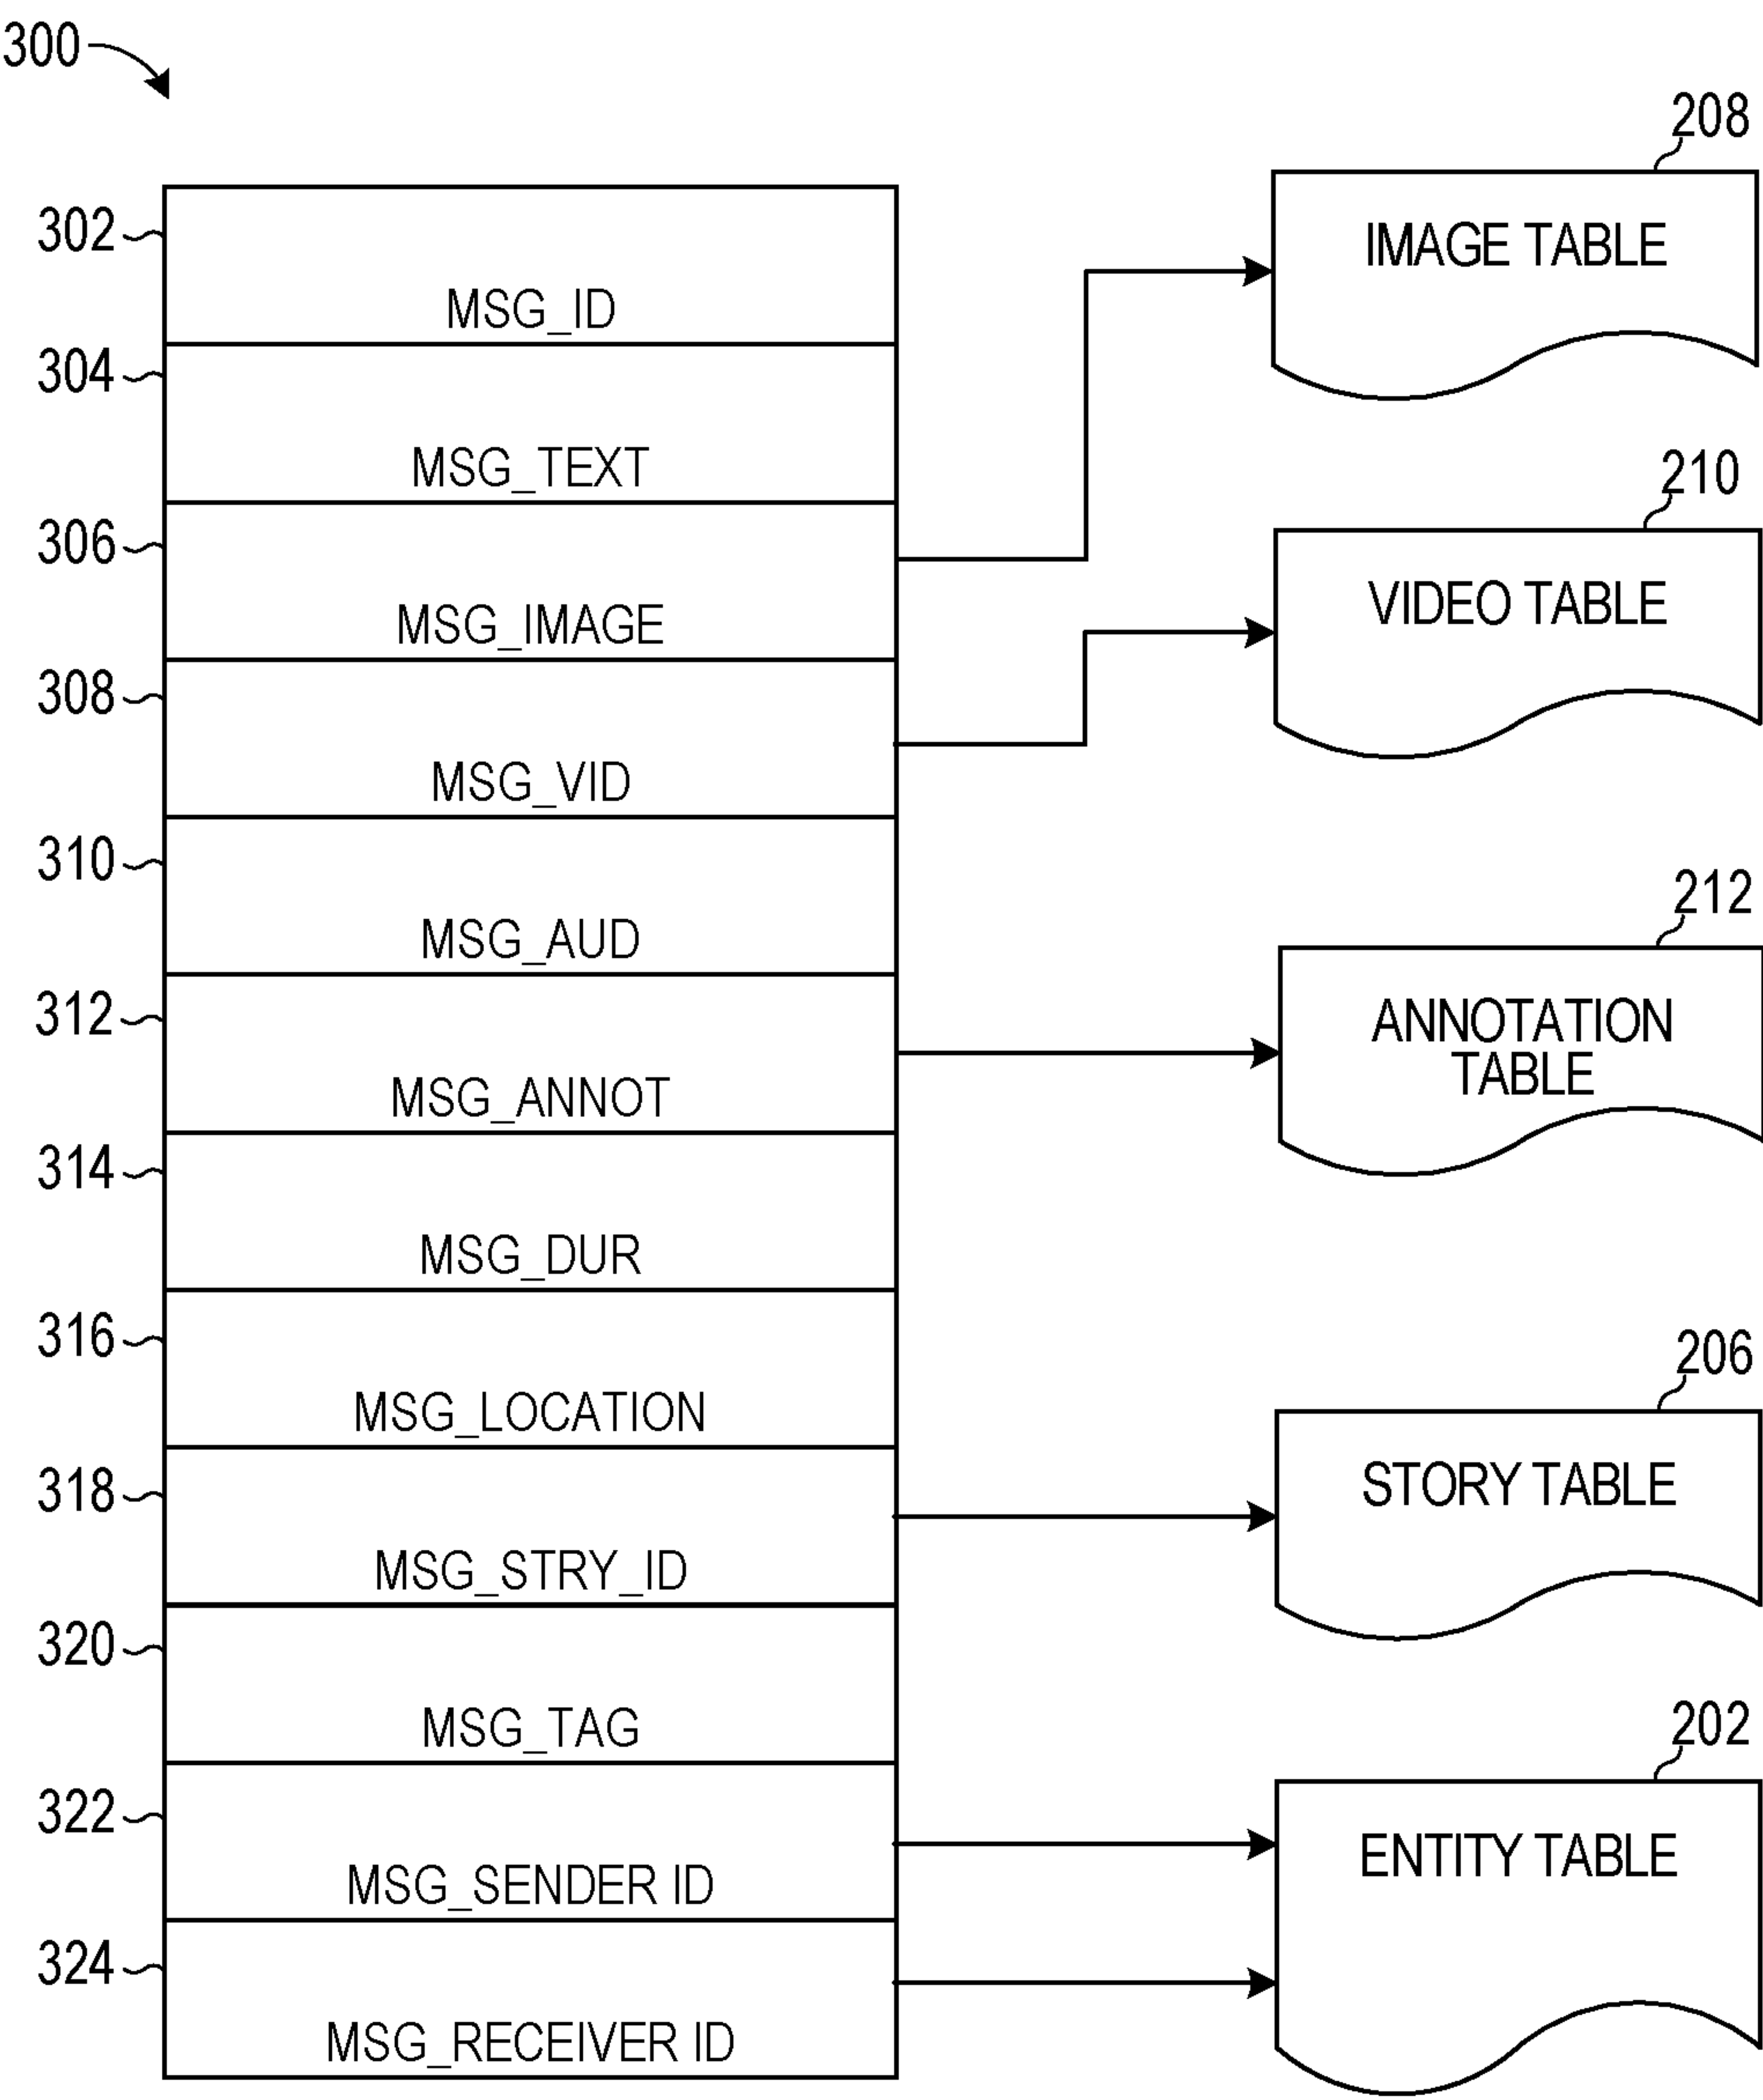 300
208
IMAGE TABLE
302
MSG_ID
304
MSG_TEXT
210
VIDEO TABLE
306
MSG_IMAGE
308
MSG_VID
310
MSG_AUD
212
ANNOTATION
TABLE
312
MSG_ANNOT
314
MSG_DUR
316
MSG_LOCATION
206
STORY TABLE
318
MSG_STRY_ID
320
MSG_TAG
202
ENTITY TABLE
322
MSG_SENDER ID
324
MSG_RECEIVER ID